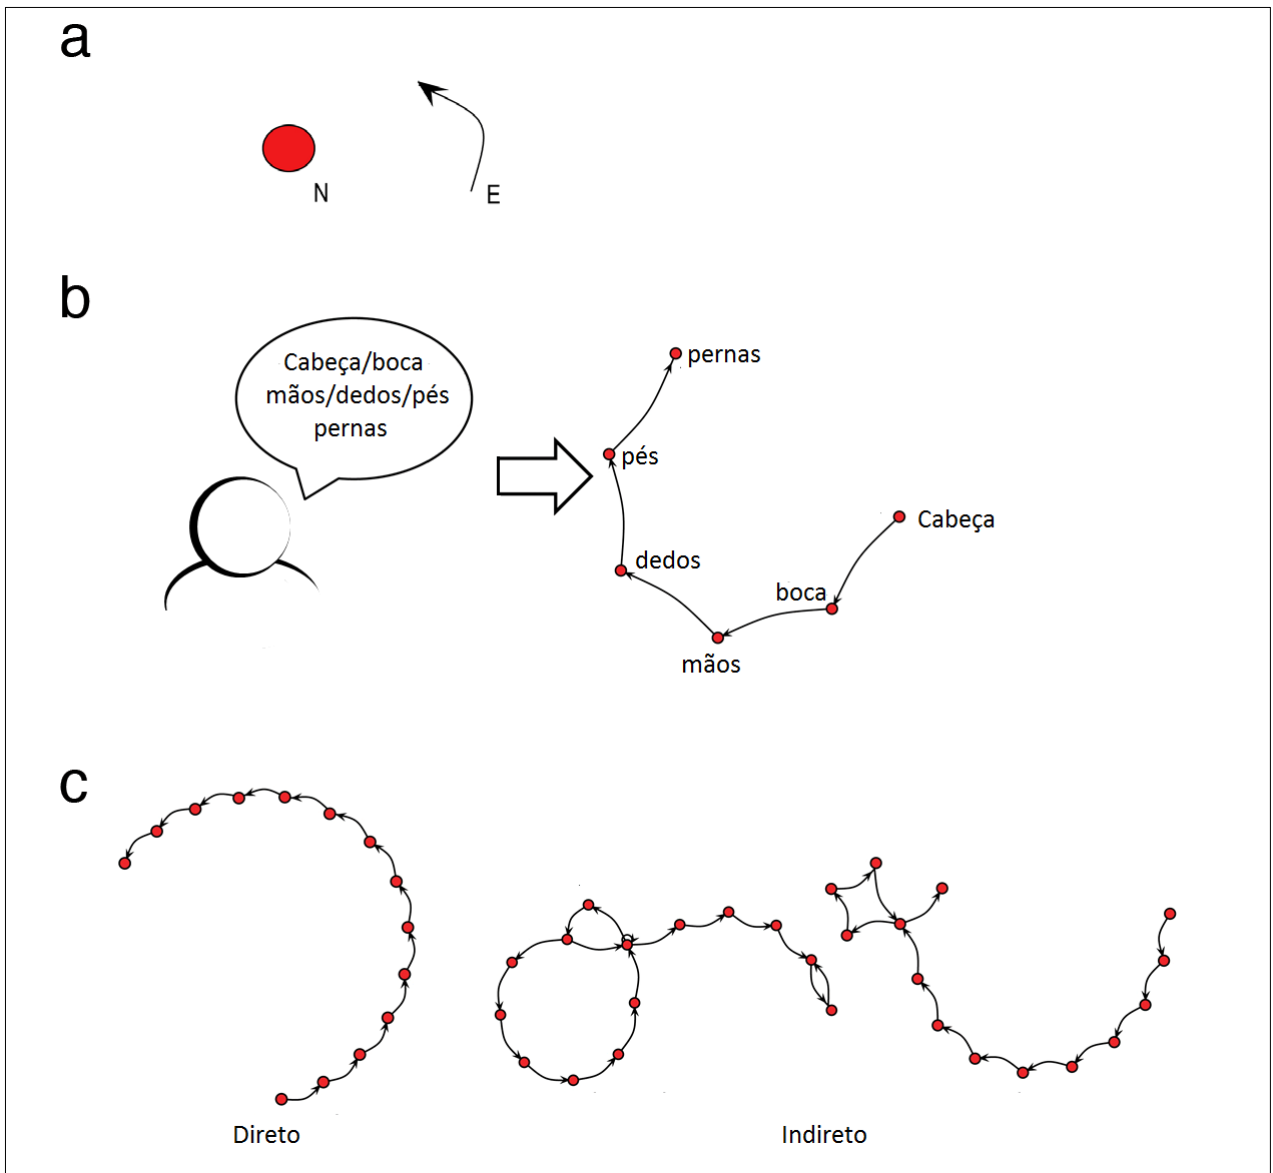 a
N
E
b
Cabeça/boca
mãos/dedos/pés
pernas
pernas
pés
Cabeça
dedos
boca
mãos
c
Direto
Indireto